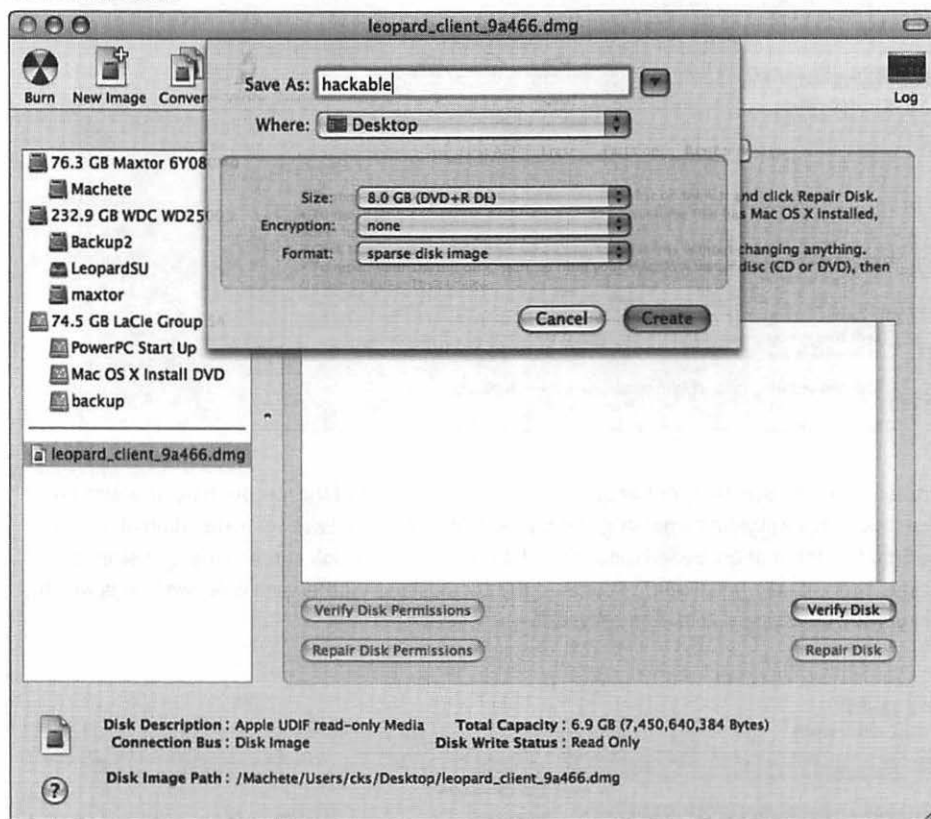 leopard_client_9a466.dmg
Burn
New Image
Conver
Log
Save As: hackable
Where: Desktop
Size: 8.0 GB (DVD+R DL)
Encryption: none
Format: sparse disk image
Cancel
Create
and click Repair Disk.
Mac OS X installed,
changing anything.
disc (CD or DVD), then
76.3 GB Maxtor 6Y08
Machete
232.9 GB WDC WD25
Backup2
LeopardSU
maxtor
74.5 GB LaCie Group
PowerPC Start Up
Mac OS X Install DVD
backup
leopard_client_9a466.dmg
Verify Disk Permissions
Verify Disk
Repair Disk Permissions
Repair Disk
Disk Description : Apple UDIF read-only Media
Total Capacity : 6.9 GB (7,450,640,384 Bytes)
Connection Bus : Disk Image
Disk Write Status : Read Only
Disk Image Path : /Machete/Users/cks/Desktop/leopard_client_9a466.dmg
?